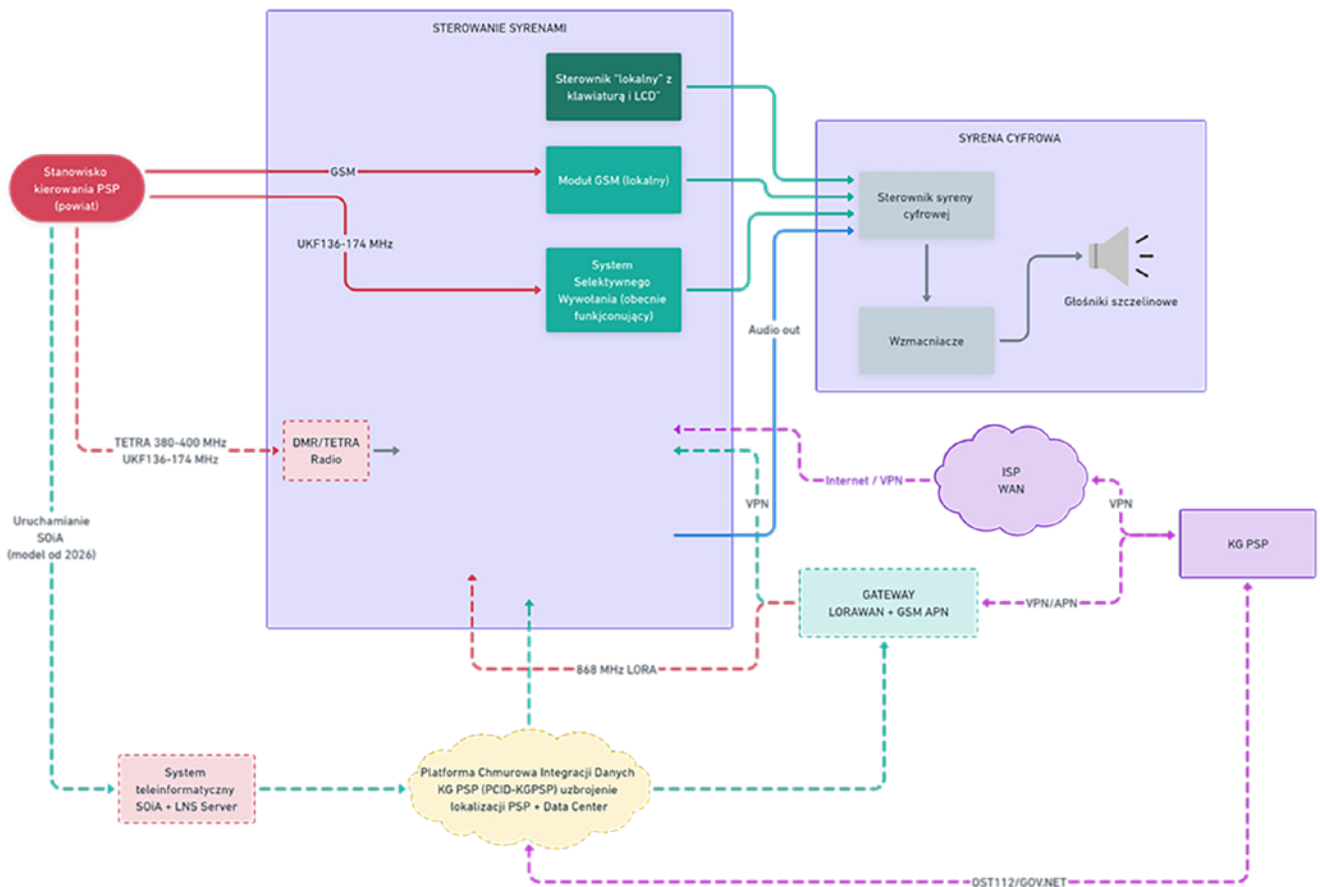 STEROWANIE SYRENAMI
Sterownik "lokalny" z
klawiaturą i LCD"
SYRENA CYFROWA
Stanowisko
kierowania PSP
(powiat)
GSM
Moduł GSM (lokalny)
Sterownik syreny
cyfrowej
UKF136-174 MHz
System
Selektywnego
Wywołania (obecnie
funkjconujący)
Głośniki szczelinowe
Audio out
Wzmacniacze
TETRA 380-400 MHz
UKF136-174 MHz
DMR/TETRA
Radio
ISP
WAN
Internet / VPN
VPN
VPN
Uruchamianie
SOiA
(model od 2026)
KG PSP
GATEWAY
LORAWAN + GSM APN
VPN/APN
868 MHz LORA
System
teleinformatyczny
SOiA + LNS Server
Platforma Chmurowa Integracji Danych
KG PSP (PCID-KGPSP) uzbrojenie
lokalizacji PSP + Data Center
OST112/GOV.NET